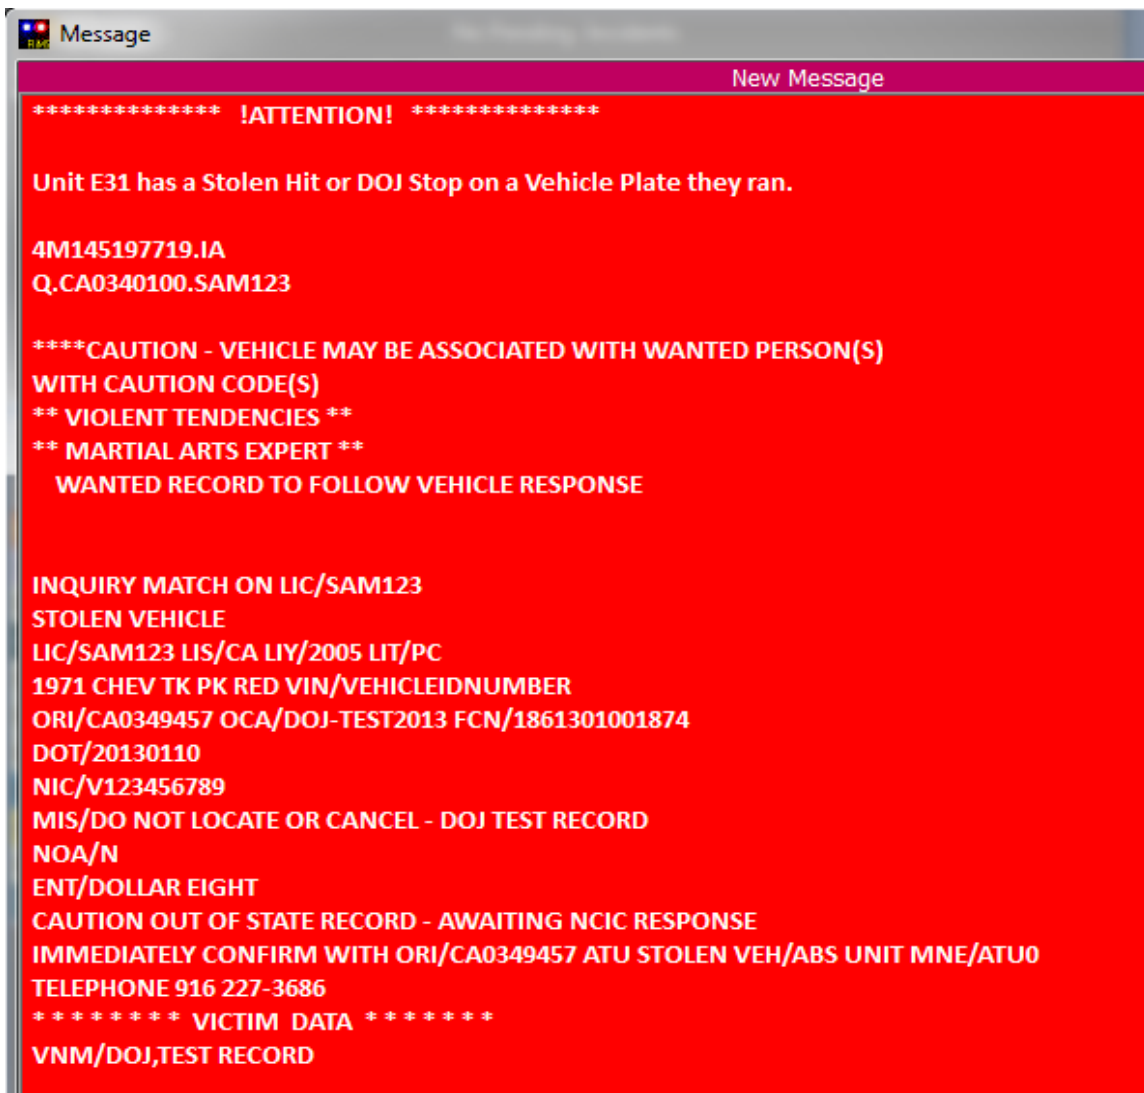 Message
New Message
************** !ATTENTION! **************
Unit E31 has a Stolen Hit or DOJ Stop on a Vehicle Plate they ran.
4M145197719.IA
Q.CA0340100.SAM123
****CAUTION - VEHICLE MAY BE ASSOCIATED WITH WANTED PERSON(S)
WITH CAUTION CODE(S)
** VIOLENT TENDENCIES **
** MARTIAL ARTS EXPERT **
WANTED RECORD TO FOLLOW VEHICLE RESPONSE
INQUIRY MATCH ON LIC/SAM123
STOLEN VEHICLE
LIC/SAM123 LIS/CA LIY/2005 LIT/PC
1971 CHEV TK PK RED VIN/VEHICLEIDNUMBER
ORI/CA0349457 OCA/DOJ-TEST2013 FCN/1861301001874
DOT/20130110
NIC/V123456789
MIS/DO NOT LOCATE OR CANCEL - DOJ TEST RECORD
NOA/N
ENT/DOLLAR EIGHT
CAUTION OUT OF STATE RECORD - AWAITING NCIC RESPONSE
IMMEDIATELY CONFIRM WITH ORI/CA0349457 ATU STOLEN VEH/ABS UNIT MNE/ATU0
TELEPHONE 916 227-3686
* * * * * * * * VICTIM DATA * * * * * * *
VNM/DOJ,TEST RECORD